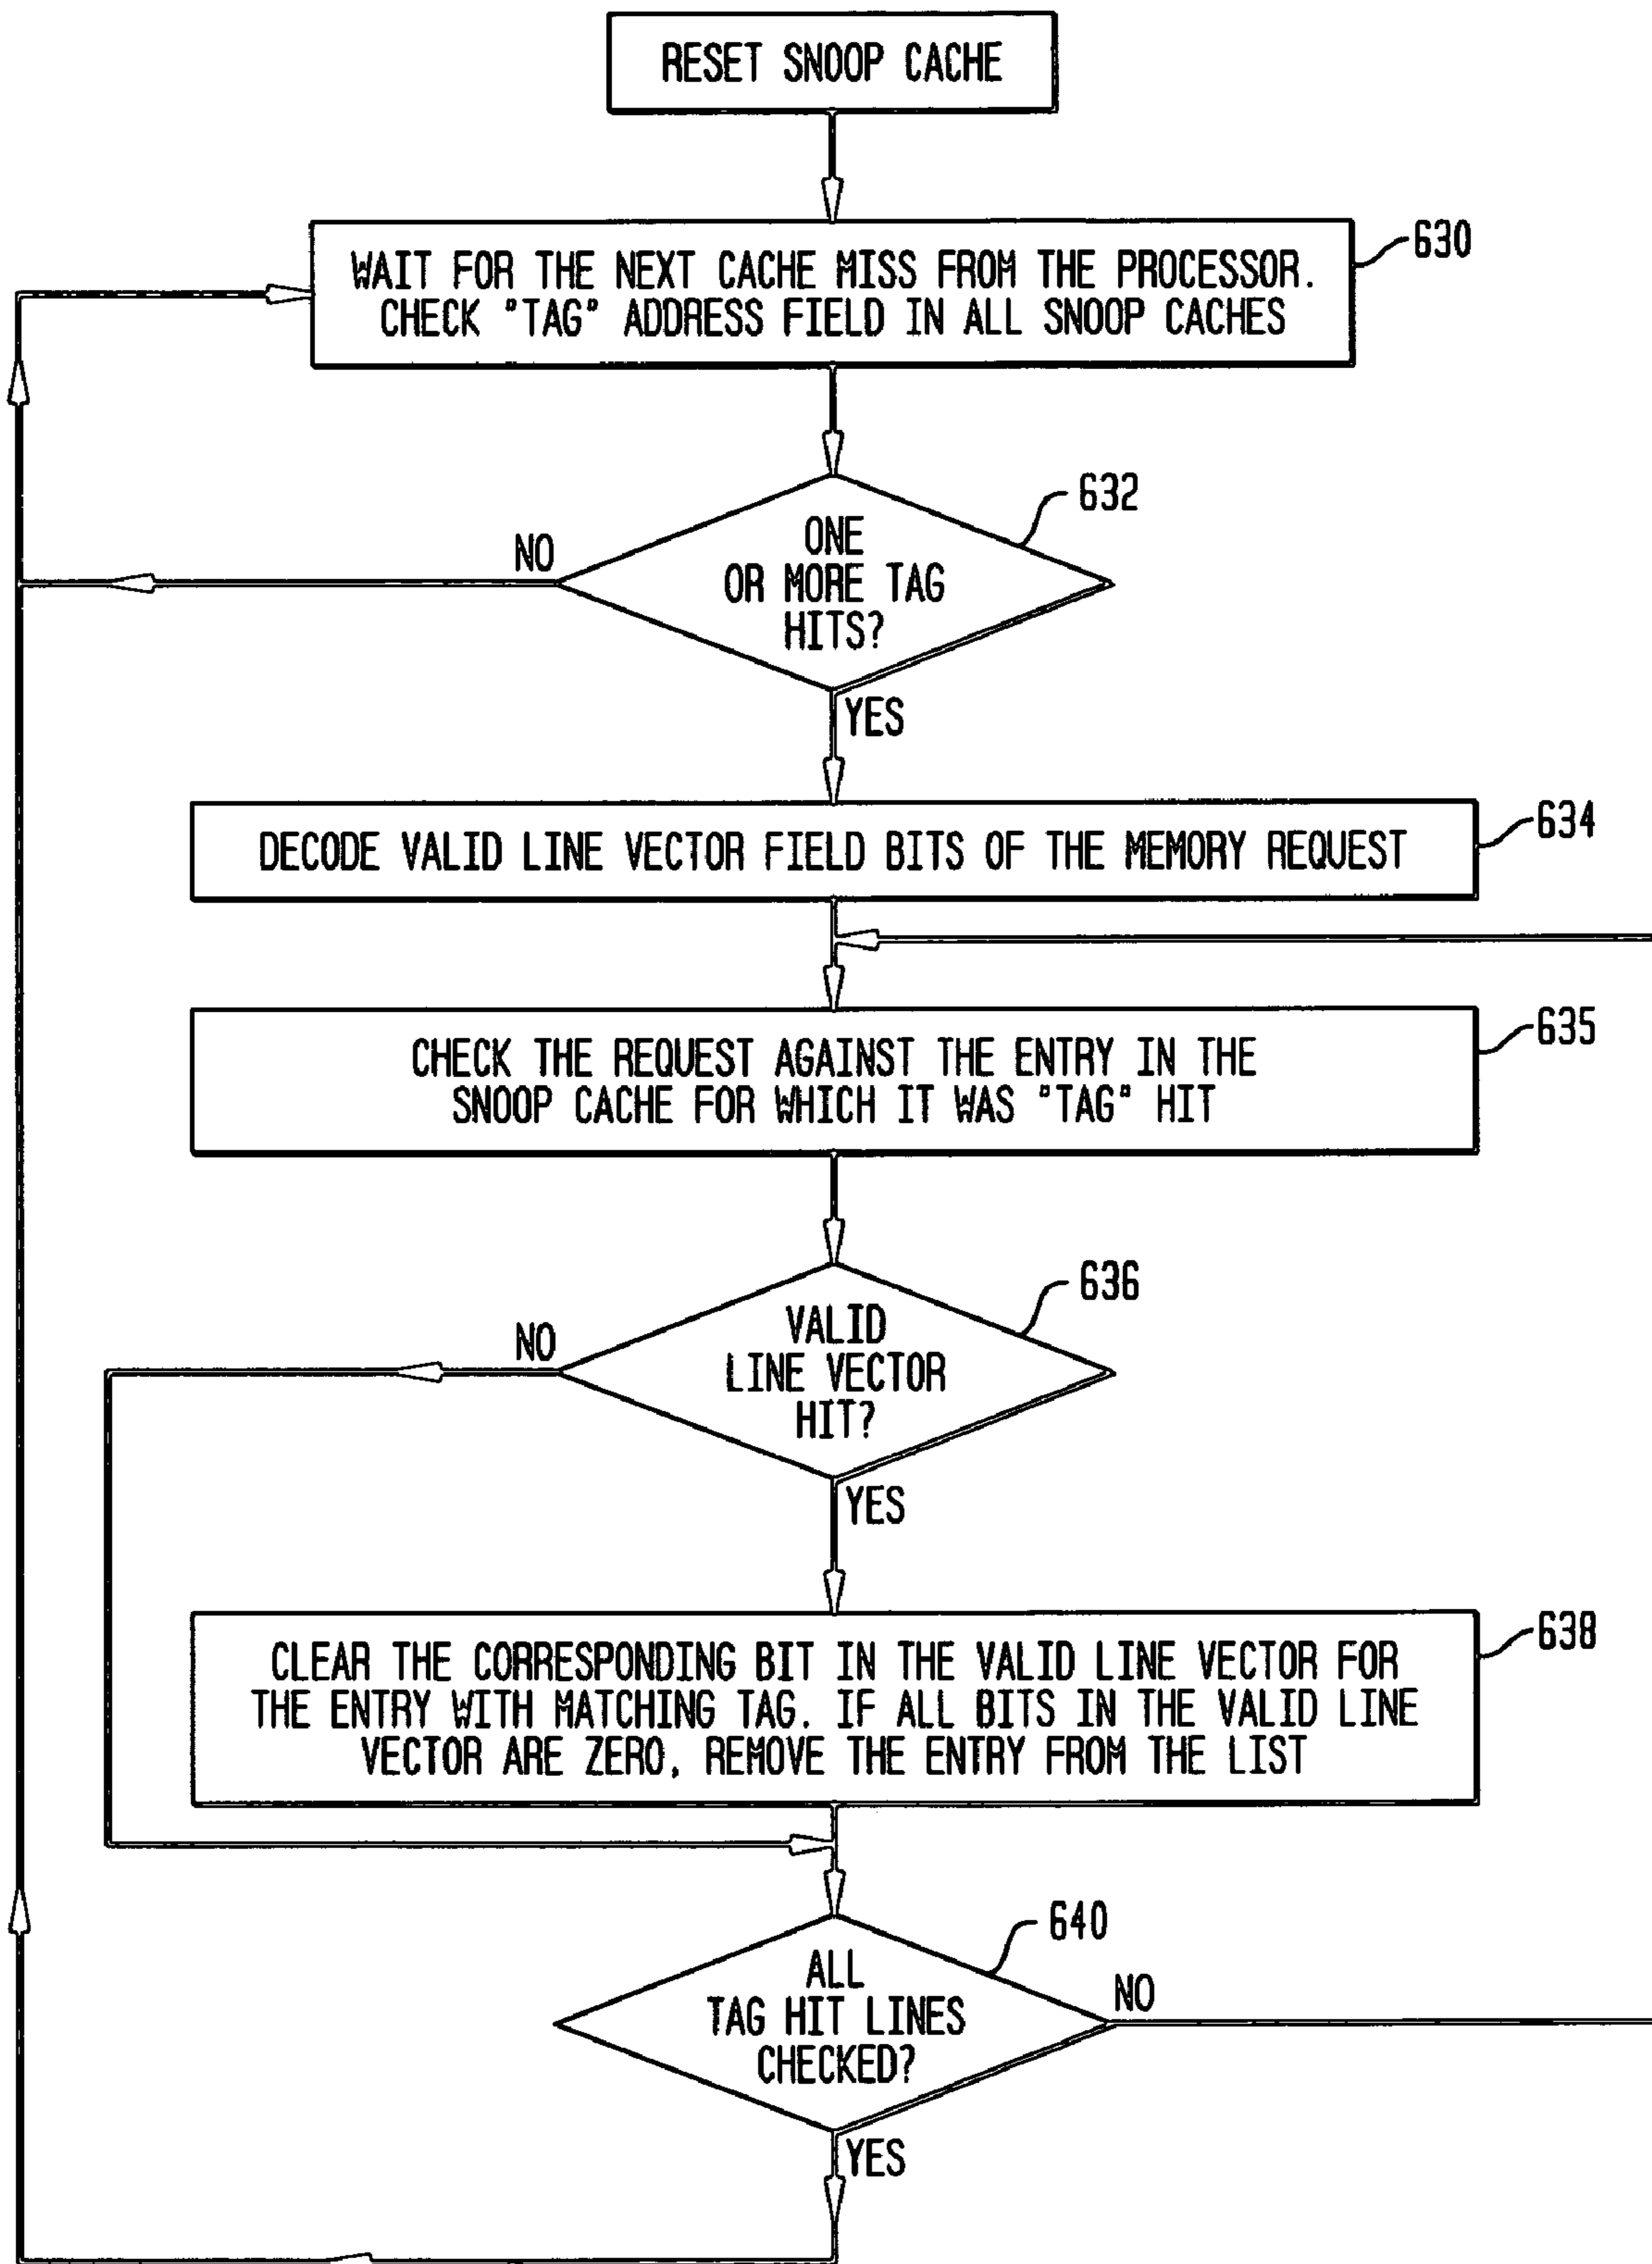 RESET SNOOP CACHE
WAIT FOR THE NEXT CACHE MISS FROM THE PROCESSOR.
CHECK "TAG" ADDRESS FIELD IN ALL SNOOP CACHES
630
ONE
OR MORE TAG
HITS?
632
NO
YES
DECODE VALID LINE VECTOR FIELD BITS OF THE MEMORY REQUEST
634
CHECK THE REQUEST AGAINST THE ENTRY IN THE
SNOOP CACHE FOR WHICH IT WAS "TAG" HIT
635
VALID
LINE VECTOR
HIT?
636
NO
YES
CLEAR THE CORRESPONDING BIT IN THE VALID LINE VECTOR FOR
THE ENTRY WITH MATCHING TAG. IF ALL BITS IN THE VALID LINE
VECTOR ARE ZERO, REMOVE THE ENTRY FROM THE LIST
638
ALL
TAG HIT LINES
CHECKED?
640
NO
YES